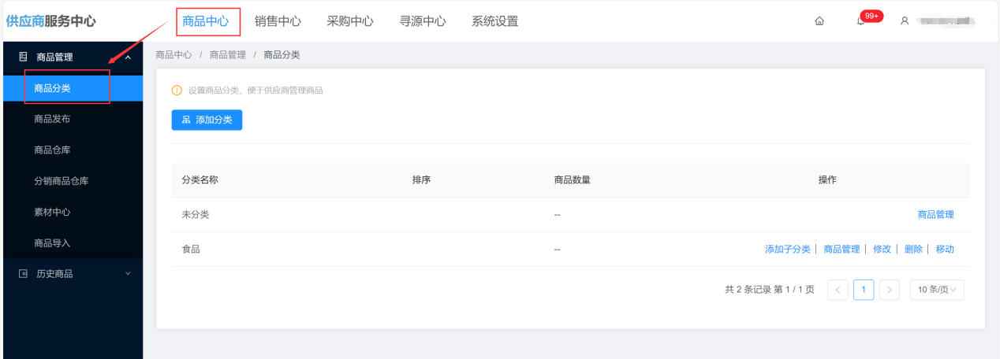 供应商服务中心 商品中心 销售中心 采购中心 寻源中心 系统设置 99+
商品管理
商品分类
商品发布
商品仓库
分销商品仓库
素材中心
商品导入
历史商品
商品中心 / 商品管理 / 商品分类
设置商品分类，便于供应商管理商品
添加分类
分类名称 排序 商品数量 操作
未分类 -- 商品管理
食品 -- 添加子分类 | 商品管理 | 修改 | 删除 | 移动
共 2 条记录 第 1 / 1 页 < 1 > 10 条/页